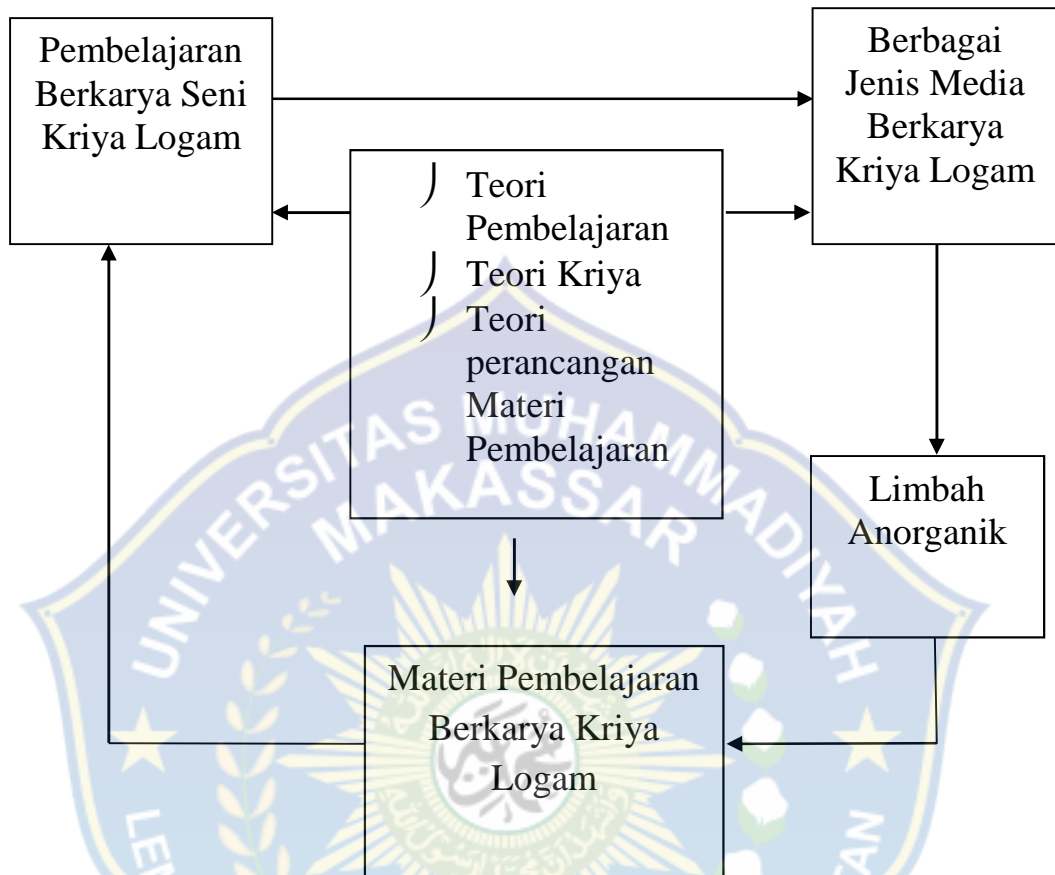 Pembelajaran
Berkarya Seni
Kriya Logam
Berbagai
Jenis Media
Berkarya
Kriya Logam
Teori
Pembelajaran
Teori Kriya
Teori
perancangan
Materi
Pembelajaran
Limbah
Anorganik
Materi Pembelajaran
Berkarya Kriya
Logam
UNIVERSITAS MUHAMMADIYAH
MAKASSAR